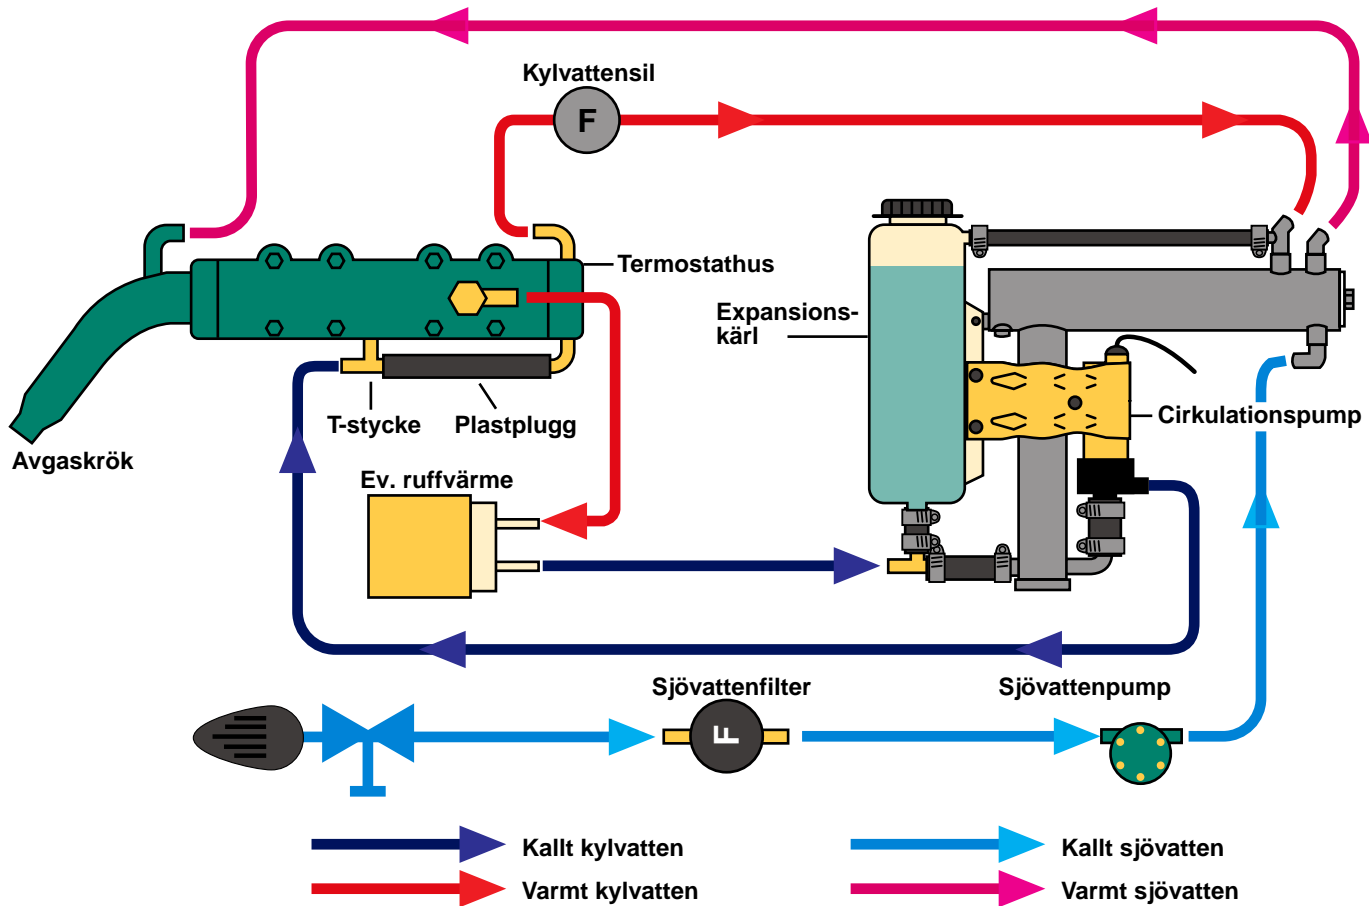 Kylvattensil
F
Termostathus
Expansions-
kärl
T-stycke
Plastplugg
Cirkulationspump
Avgaskrök
Ev. ruffvärme
Sjövattenfilter
Sjövattenpump
F
Kallt kylvatten
Kallt sjövatten
Varmt kylvatten
Varmt sjövatten